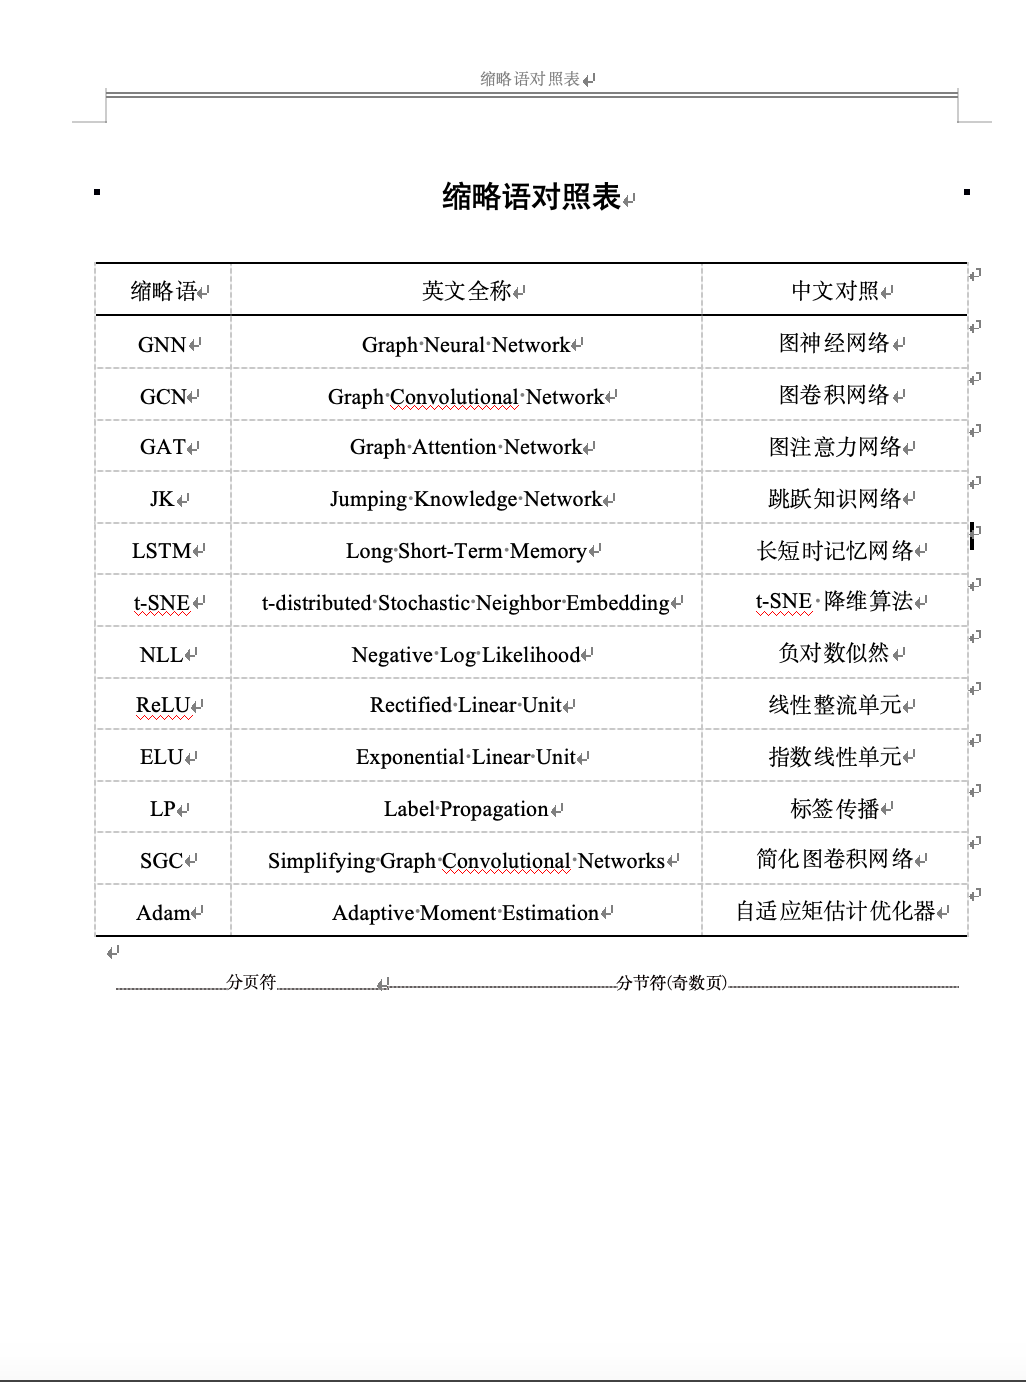 缩略语对照表
缩略语对照表
缩略语 英文全称 中文对照
GNN Graph Neural Network 图神经网络
GCN Graph Convolutional Network 图卷积网络
GAT Graph Attention Network 图注意力网络
JK Jumping Knowledge Network 跳跃知识网络
LSTM Long Short-Term Memory 长短时记忆网络
t-SNE t-distributed Stochastic Neighbor Embedding t-SNE 降维算法
NLL Negative Log Likelihood 负对数似然
ReLU Rectified Linear Unit 线性整流单元
ELU Exponential Linear Unit 指数线性单元
LP Label Propagation 标签传播
SGC Simplifying Graph Convolutional Networks 简化图卷积网络
Adam Adaptive Moment Estimation 自适应矩估计优化器
分页符 分节符(奇数页)